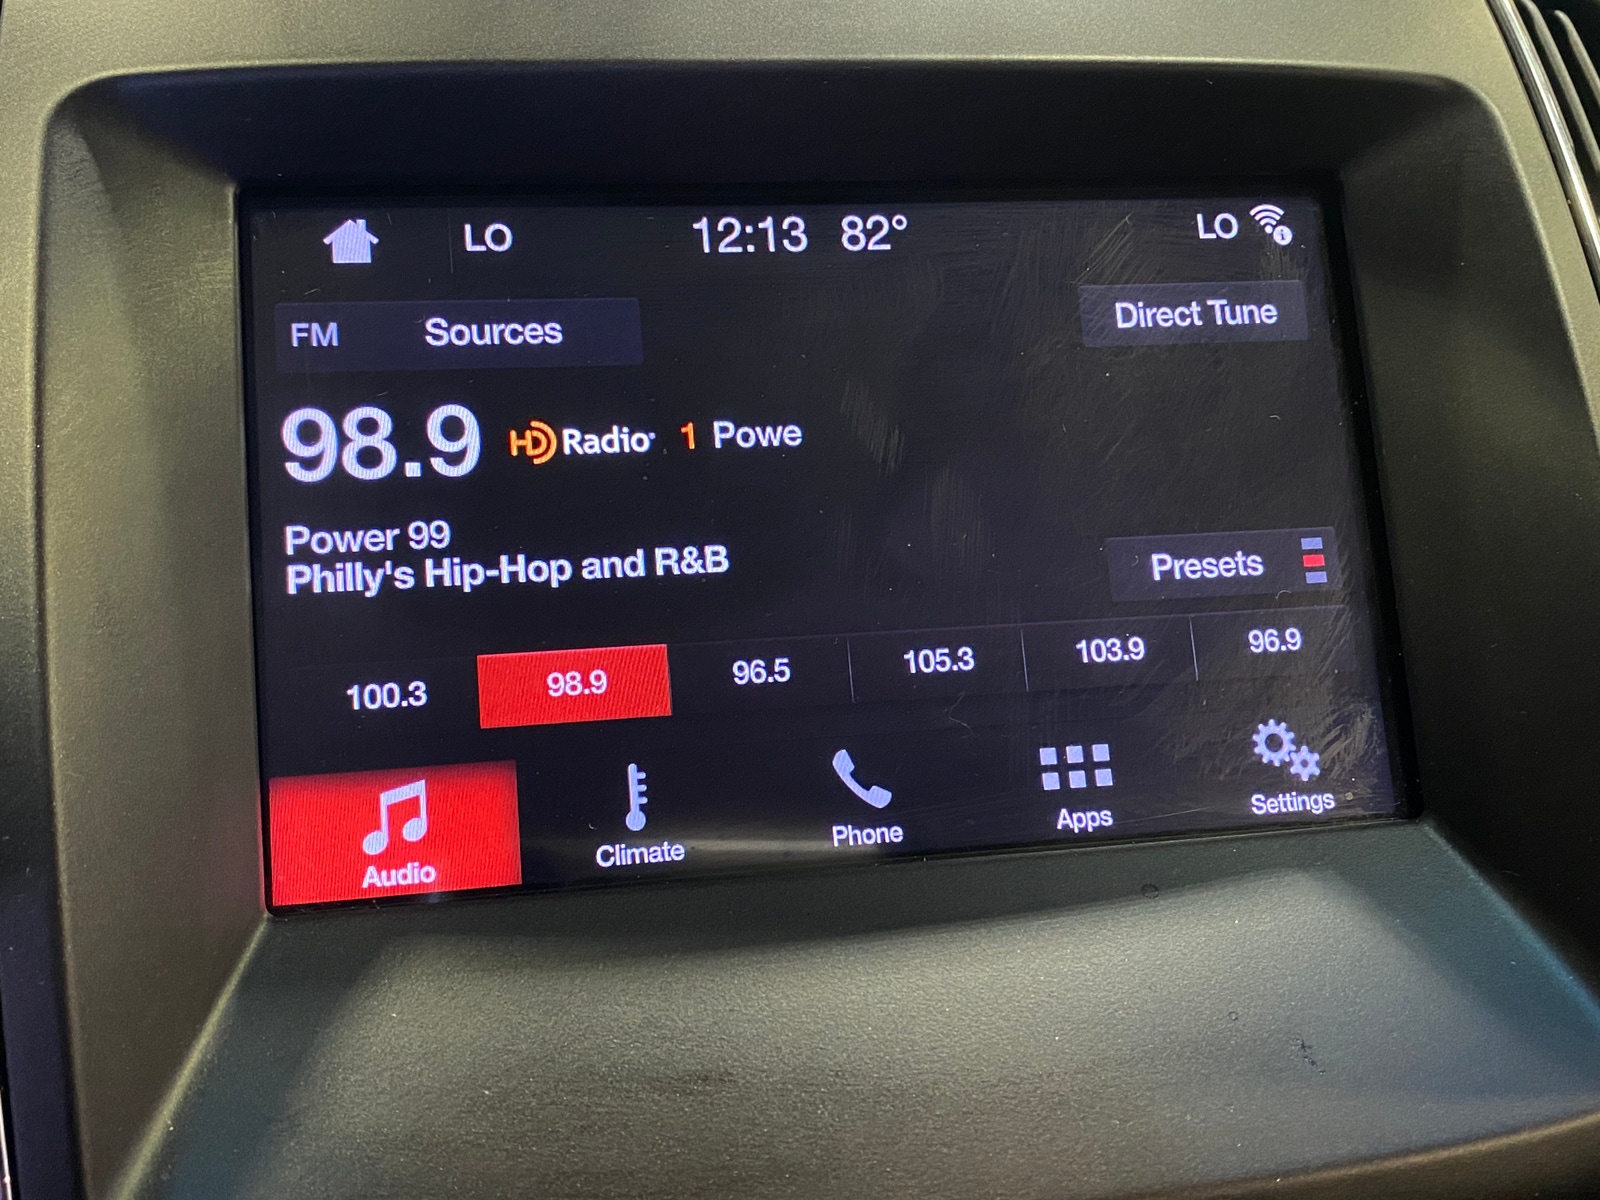 LO 12:13 82° LO
FM Sources Direct Tune
98.9 HD Radio 1 Powe
Power 99
Philly's Hip-Hop and R&B
Presets
100.3 98.9 96.5 105.3 103.9 96.9
Audio Climate Phone Apps Settings